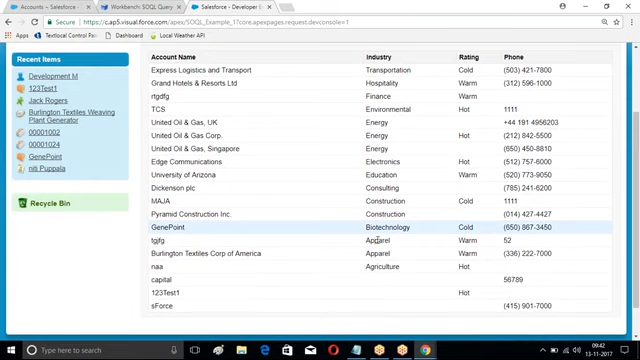 Accounts ~ Salesforce - D
Workbench: SOQL Query
Salesforce - Developer E
Secure
https://c.ap5.visual.force.com/apex/SOQL_Example_1?core.apexpages.request.devconsole=1
Apps
Textlocal Control Pan
Dashboard
Local Weather API
Recent Items
Development M
123Test1
Jack Rogers
Burlington Textiles Weaving
Plant Generator
00001002
00001024
GenePoint
niti Puppala
Recycle Bin
Account Name Industry Rating Phone
Express Logistics and Transport Transportation Cold (503) 421-7800
Grand Hotels & Resorts Ltd Hospitality Warm (312) 596-1000
rtgdfg Finance Warm
TCS Environmental Hot 1111
United Oil & Gas, UK Energy +44 191 4956203
United Oil & Gas Corp. Energy Hot (212) 842-5500
United Oil & Gas, Singapore Energy (650) 450-8810
Edge Communications Electronics Hot (512) 757-6000
University of Arizona Education Warm (520) 773-9050
Dickenson plc Consulting (785) 241-6200
MAJA Construction Cold 1111
Pyramid Construction Inc. Construction (014) 427-4427
GenePoint Biotechnology Cold (650) 867-3450
tgjfg Apparel Warm 52
Burlington Textiles Corp of America Apparel Warm (336) 222-7000
naa Agriculture Hot
capital 56789
123Test1 Hot
sForce (415) 901-7000
Type here to search
09:42
13-11-2017